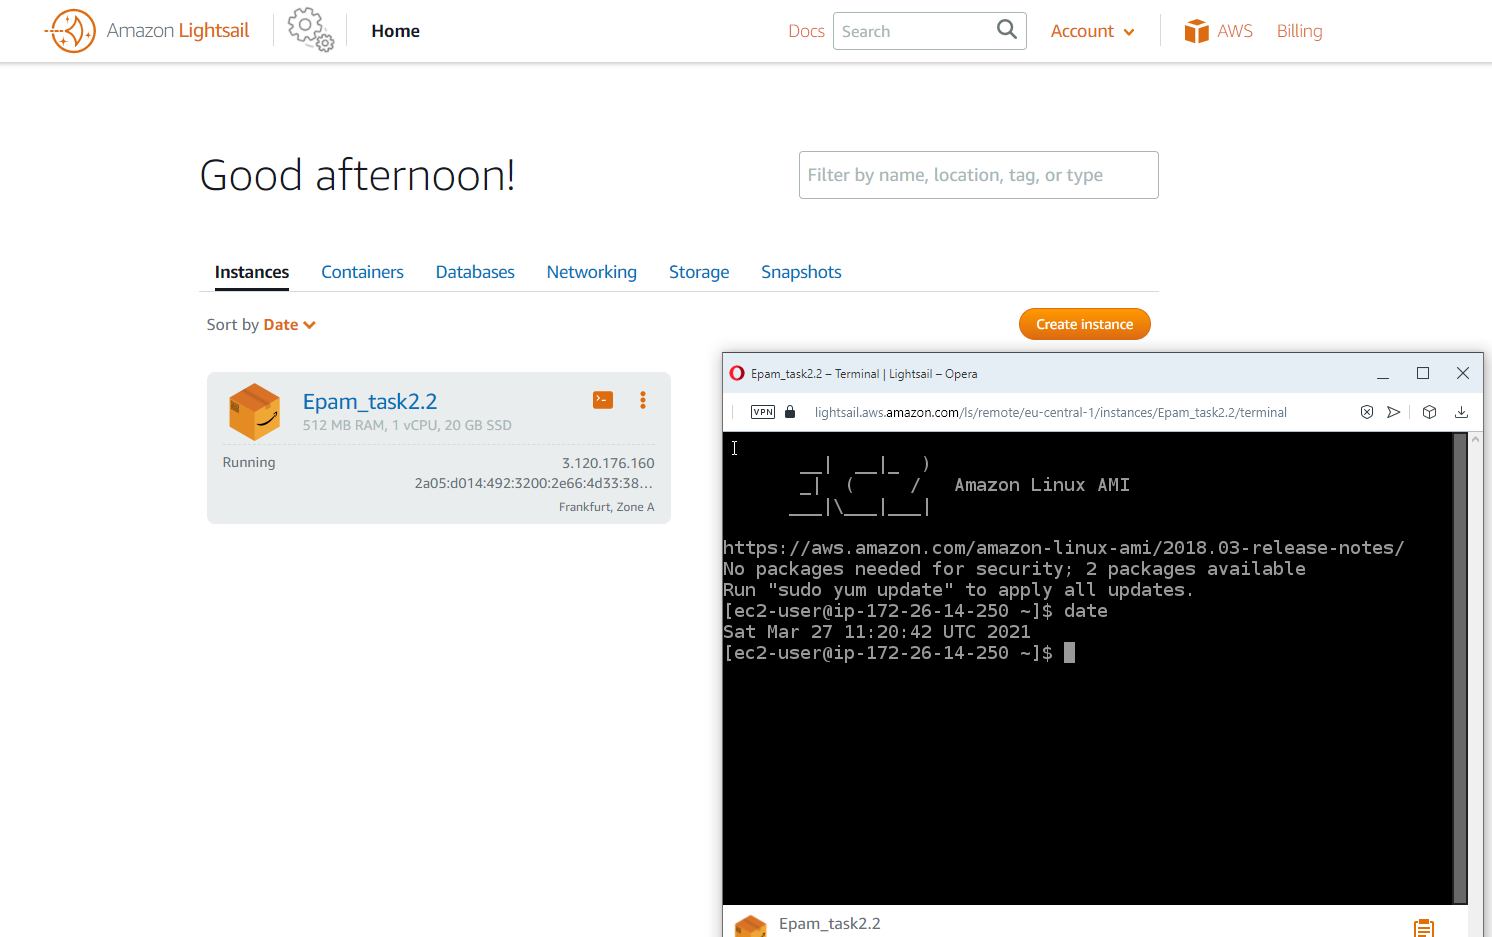 Amazon Lightsail
Home
Docs
Search
Account
AWS
Billing
Good afternoon!
Filter by name, location, tag, or type
Instances
Containers
Databases
Networking
Storage
Snapshots
Sort by Date
Create instance
Epam_task2.2
512 MB RAM, 1 vCPU, 20 GB SSD
Running
3.120.176.160
2a05:d014:492:3200:2e66:4d33:38...
Frankfurt, Zone A
Epam_task2.2 – Terminal | Lightsail – Opera
VPN
lightsail.aws.amazon.com/ls/remote/eu-central-1/instances/Epam_task2.2/terminal
       __|  __|_  )
       _|  (     /   Amazon Linux AMI
      ___|\___|___|
https://aws.amazon.com/amazon-linux-ami/2018.03-release-notes/
No packages needed for security; 2 packages available
Run "sudo yum update" to apply all updates.
[ec2-user@ip-172-26-14-250 ~]$ date
Sat Mar 27 11:20:42 UTC 2021
[ec2-user@ip-172-26-14-250 ~]$
Epam_task2.2